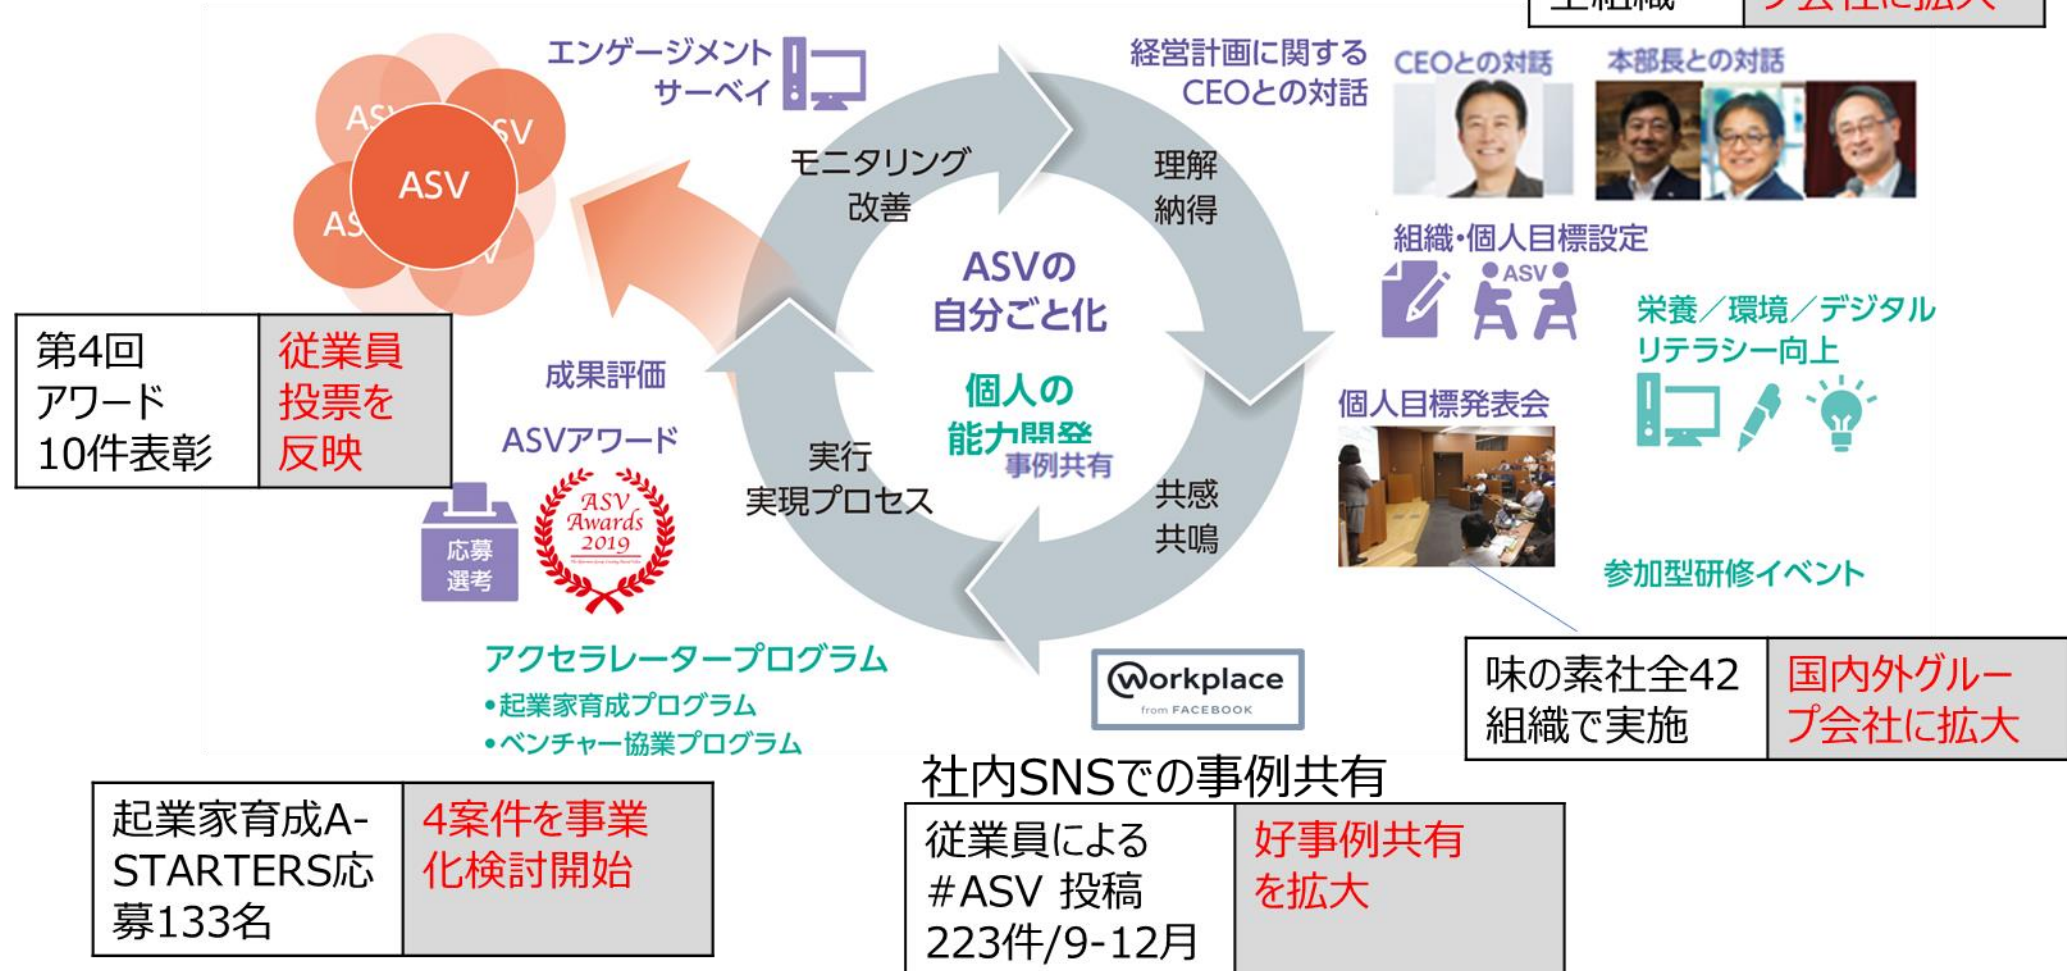 プ会社に拡大
エンゲージメント
サーベイ
経営計画に関する
CEOとの対話
CEOとの対話
本部長との対話
ASV
ASV
モニタリング
改善
理解
納得
ASVの
自分ごと化
個人の
能力開発
事例共有
組織・個人目標設定
ASV
栄養／環境／デジタル
リテラシー向上
個人目標発表会
第4回
アワード
10件表彰
従業員
投票を
反映
成果評価
ASVアワード
応募
選考
ASV
Awards
2019
実行
実現プロセス
共感
共鳴
参加型研修イベント
アクセラレータープログラム
•起業家育成プログラム
•ベンチャー協業プログラム
Workplace
from FACEBOOK
味の素社全42
組織で実施
国内外グルー
プ会社に拡大
社内SNSでの事例共有
起業家育成A-
STARTERS応
募133名
4案件を事業
化検討開始
従業員による
#ASV 投稿
223件/9-12月
好事例共有
を拡大